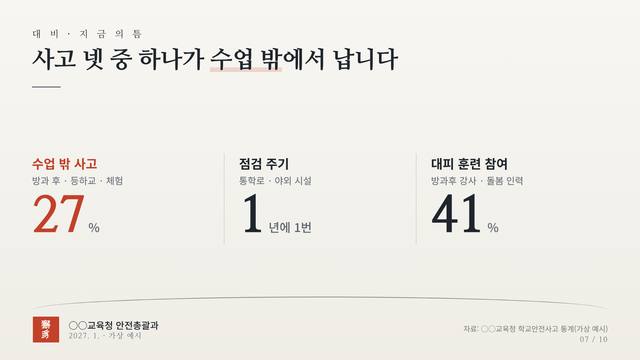 대비·지금의 틈
사고 넷 중 하나가 수업 밖에서 납니다
수업 밖 사고
방과 후 · 등하교 · 체험
27 %
점검 주기
통학로 · 야외 시설
1 년에 1번
대피 훈련 참여
방과후 강사 · 돌봄 인력
41 %
○○교육청 안전총괄과
2027. 1. · 가상 예시
자료: ○○교육청 학교안전사고 통계(가상 예시)
07 / 10